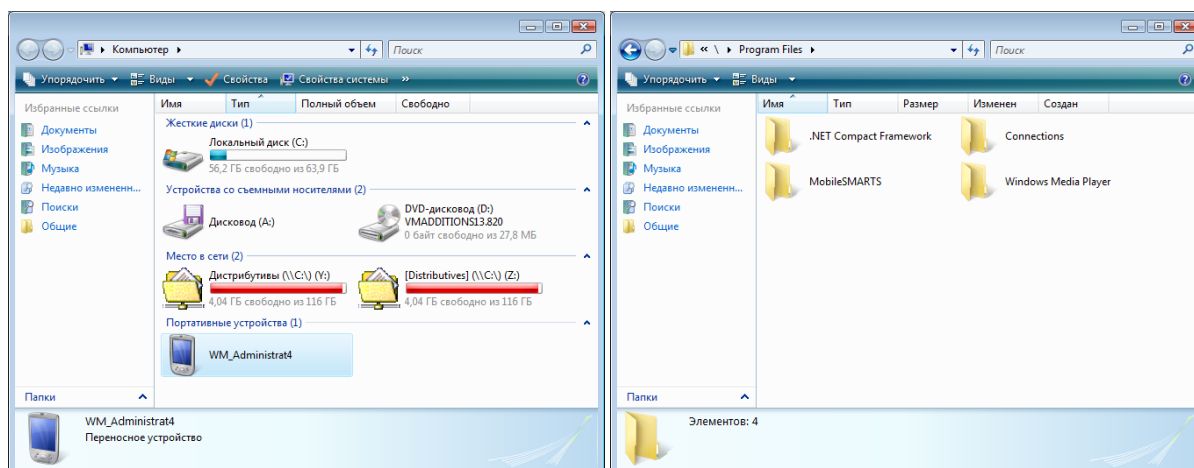 Компьютер
Поиск
Упорядочить Виды Свойства Свойства системы »
Избранные ссылки
Документы
Изображения
Музыка
Недавно измененн...
Поиски
Общие
Папки
Имя Тип Полный объем Свободно
Жесткие диски (1)
Локальный диск (C:)
56,2 ГБ свободно из 63,9 ГБ
Устройства со съемными носителями (2)
Дисковод (A:)
DVD-дисковод (D:)
VMADDITIONS13.820
0 байт свободно из 27,8 МБ
Место в сети (2)
Дистрибутивы (\\C:\) (Y:)
4,04 ГБ свободно из 116 ГБ
[Distributives] (\\C:\) (Z:)
4,04 ГБ свободно из 116 ГБ
Портативные устройства (1)
WM_Administrat4
WM_Administrat4
Переносное устройство
« \ Program Files
Поиск
Упорядочить Виды
Избранные ссылки
Документы
Изображения
Музыка
Недавно измененн...
Поиски
Общие
Папки
Имя Тип Размер Изменен Создан
.NET Compact Framework
Connections
MobileSMARTS
Windows Media Player
Элементов: 4